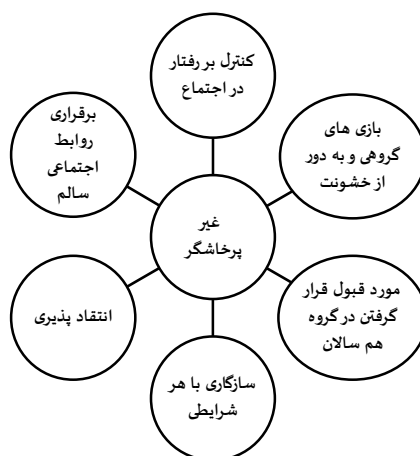 کنترل بر رفتار
در اجتماع
بازی های
گروهی و به دور
از خشونت
برقراری
روابط
اجتماعی
سالم
غیر
پرخاشگر
مورد قبول قرار
گرفتن در گروه
هم سالان
انتقاد پذیری
سازگاری با هر
شرایطی